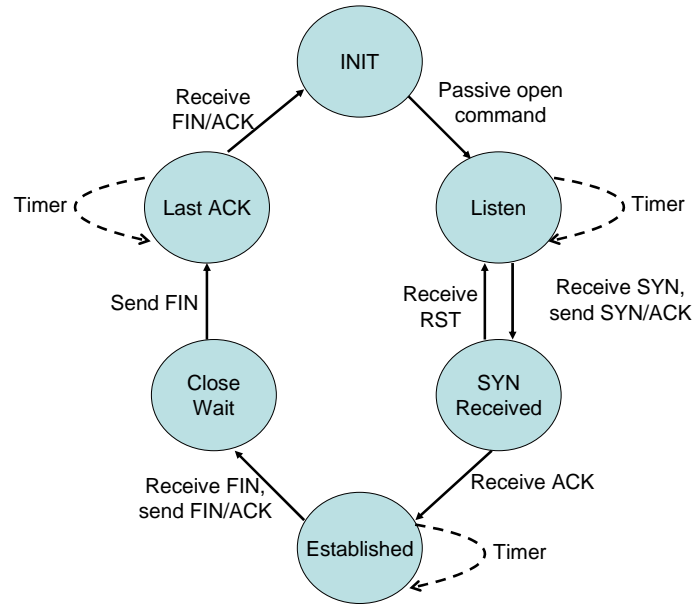 INIT
Receive
FIN/ACK
Passive open
command
Timer
Last ACK
Listen
Timer
Send FIN
Receive
RST
Receive SYN,
send SYN/ACK
Close
Wait
SYN
Received
Receive FIN,
send FIN/ACK
Receive ACK
Established
Timer